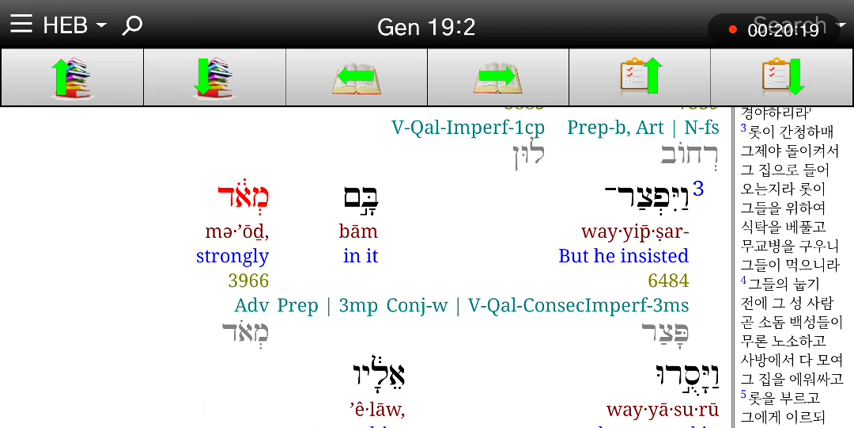 HEB Gen 19:2 Search 00:20:19
V-Qal-Imperf-1cp Prep-b, Art | N-fs
לוּן רְחוֹב
3 וַיִּפְצַר־ בָּ֣ם מְאֹ֔ד
mə·’ōḏ, bām way·yip̄·ṣar-
strongly in it But he insisted
3966 6484
Adv Prep | 3mp Conj-w | V-Qal-ConsecImperf-3ms
מְאֹד פָּצַר
וַיָּסֻ֣רוּ אֵלָ֔יו
’ê·lāw, way·yā·su·rū
경야하리라'
3롯이 간청하매
그제야 돌이켜서
그 집으로 들어
오는지라 롯이
그들을 위하여
식탁을 베풀고
무교병을 구우니
그들이 먹으니라
4그들의 눕기
전에 그 성 사람
곧 소돔 백성들이
무론 노소하고
사방에서 다 모여
그 집을 에워싸고
5롯을 부르고
그에게 이르되